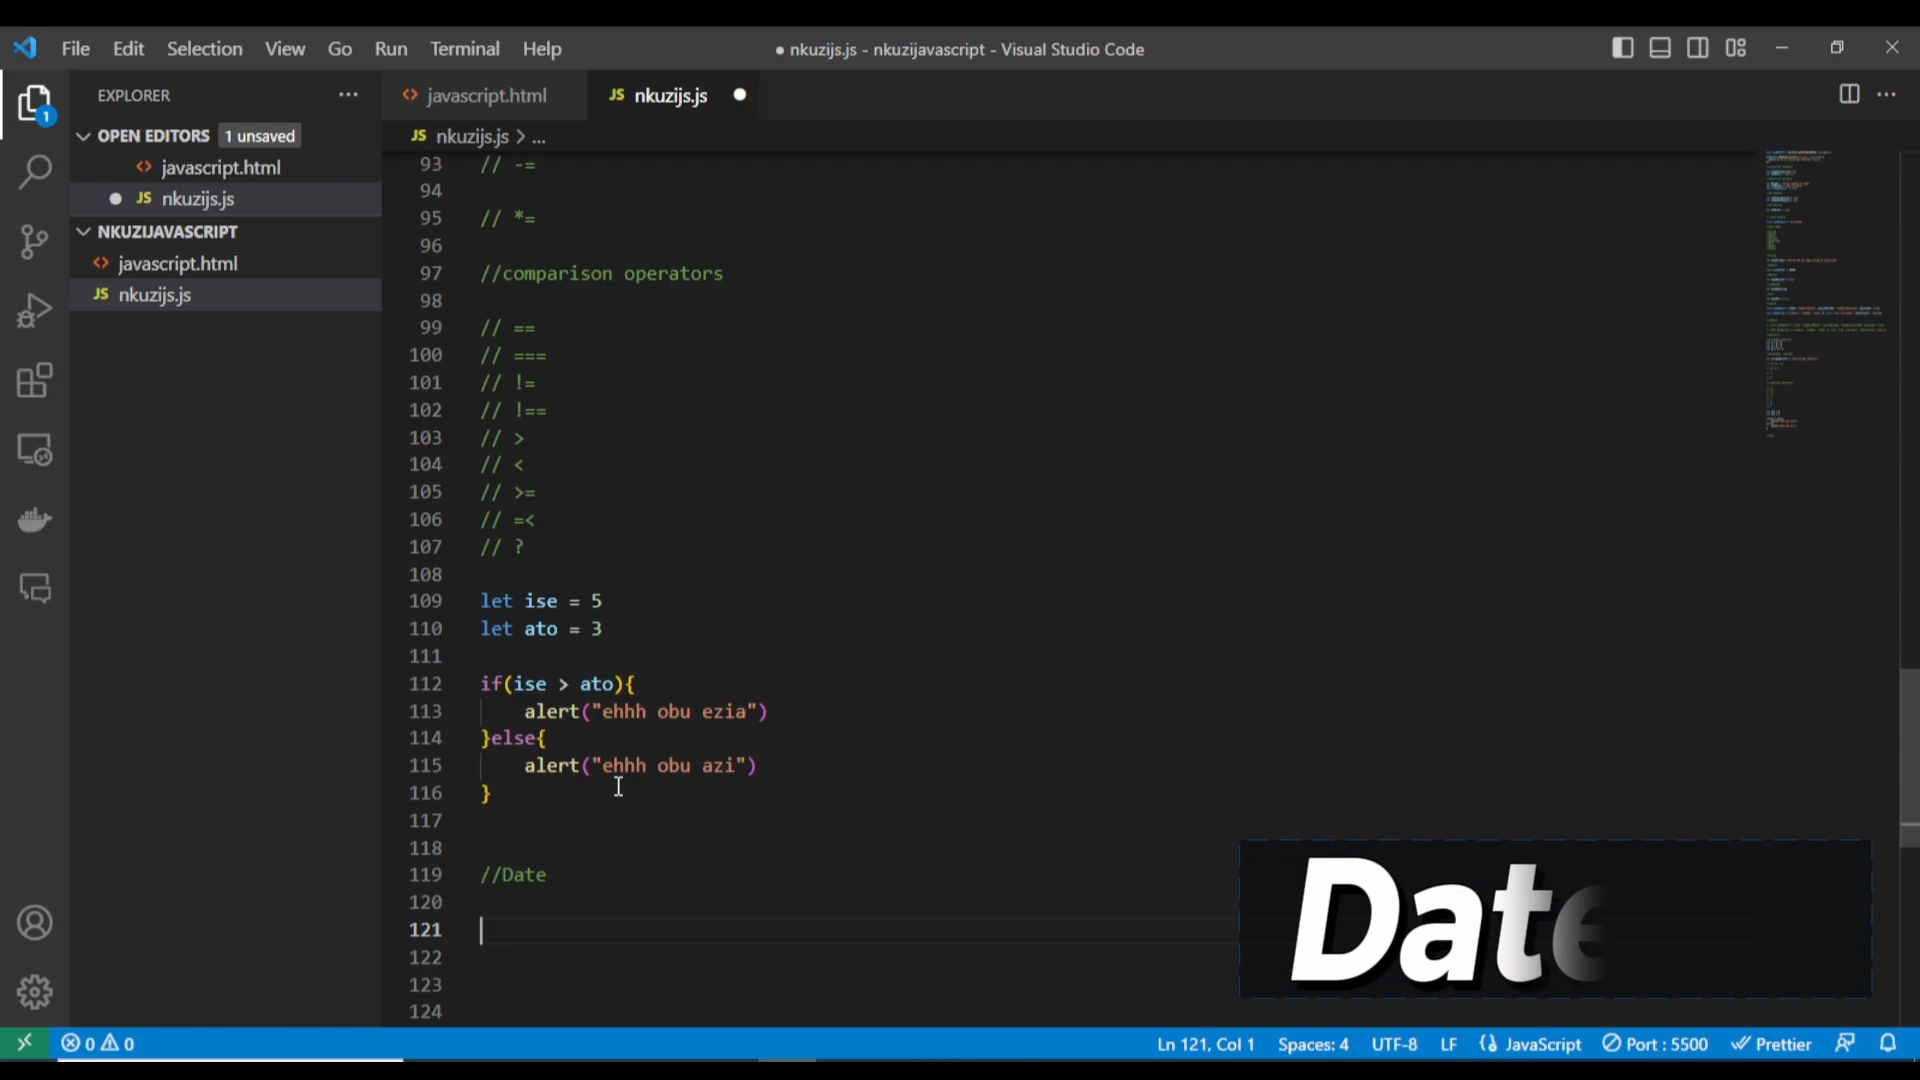 File Edit Selection View Go Run Terminal Help
● nkuzijs.js - nkuzijavascript - Visual Studio Code
EXPLORER ...
javascript.html
JS nkuzijs.js
1
OPEN EDITORS 1 unsaved
javascript.html
JS nkuzijs.js
NKUZIJAVASCRIPT
javascript.html
JS nkuzijs.js
JS nkuzijs.js > ...
93 // -=
94
95 // *=
96
97 //comparison operators
98
99 // ==
100 // ===
101 // !=
102 // !==
103 // >
104 // <
105 // >=
106 // =<
107 // ?
108
109 let ise = 5
110 let ato = 3
111
112 if(ise > ato){
113 alert("ehhh obu ezia")
114 }else{
115 alert("ehhh obu azi")
116 }
117
118
119 //Date
120
121
122
123
124
Date
0 0 Ln 121, Col 1 Spaces: 4 UTF-8 LF JavaScript Port : 5500 Prettier